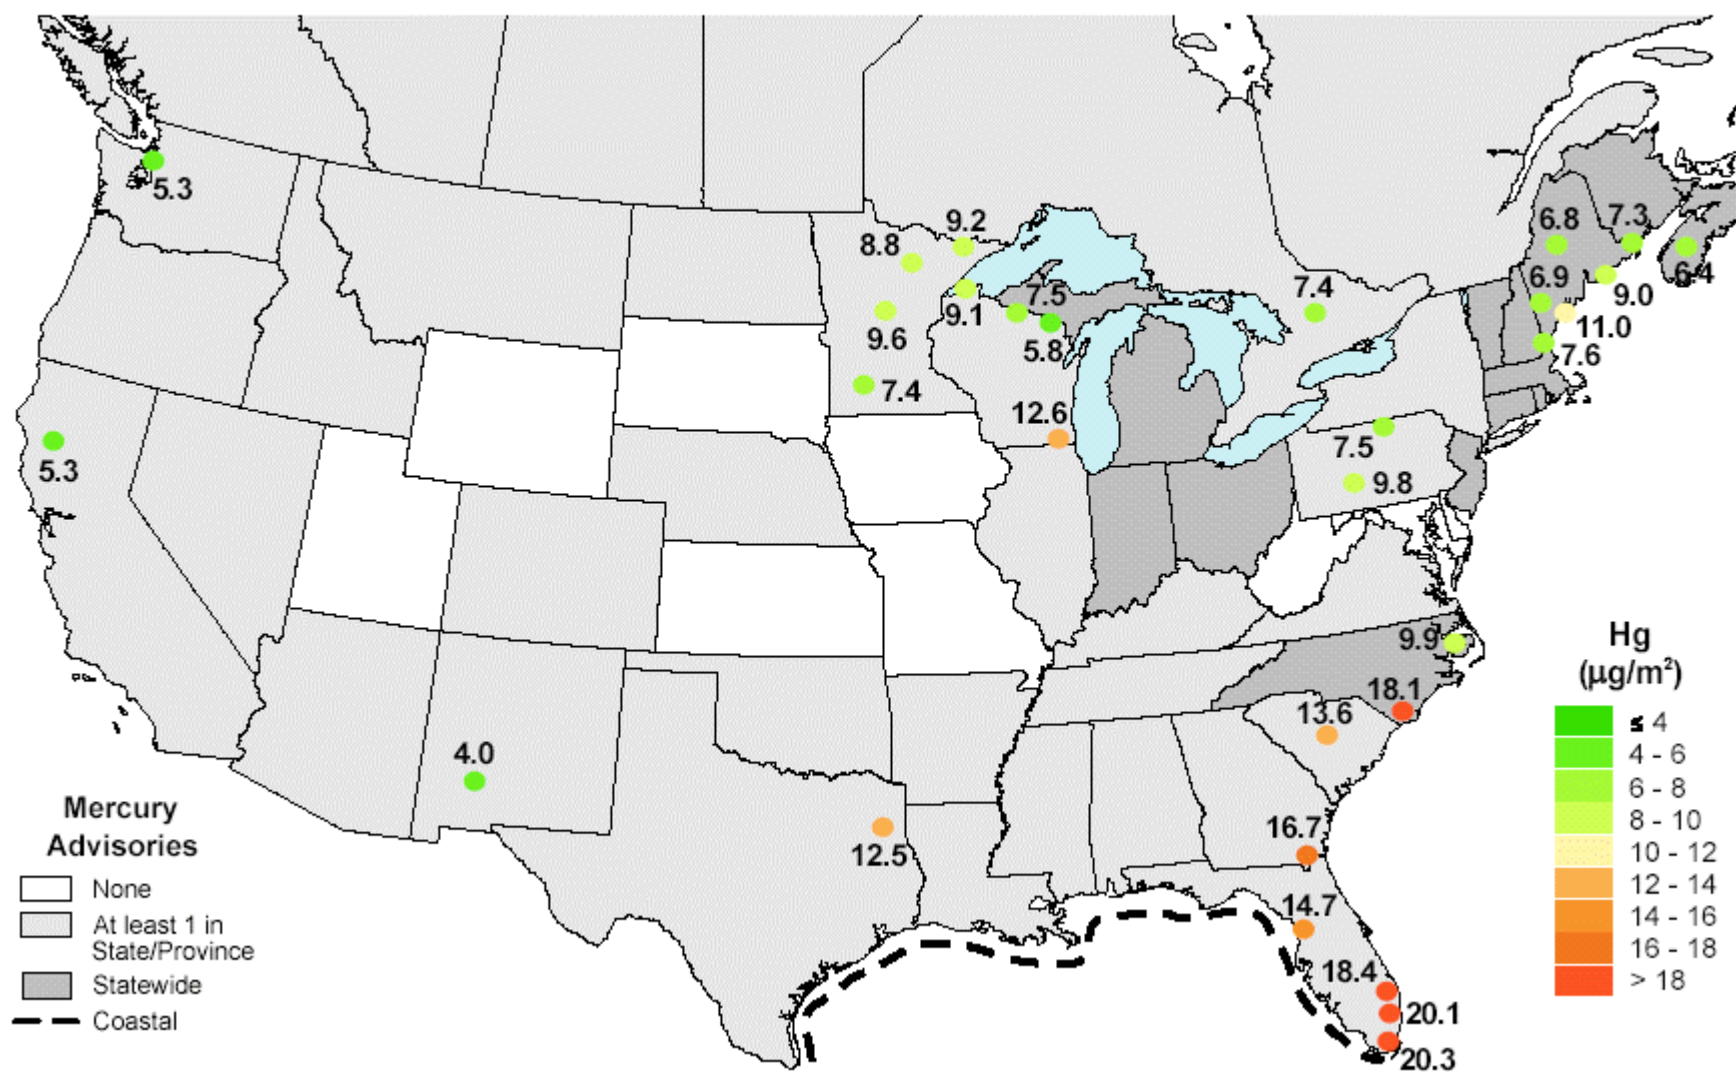 5.3
9.2
8.8
6.8
7.3
6.4
6.9
7.5
7.4
9.0
9.1
11.0
9.6
5.8
7.6
7.4
12.6
5.3
7.5
9.8
9.9
18.1
13.6
4.0
16.7
12.5
14.7
18.4
20.1
20.3
Mercury
Advisories
None
At least 1 in
State/Province
Statewide
Coastal
Hg
(µg/m²)
≤ 4
4 - 6
6 - 8
8 - 10
10 - 12
12 - 14
14 - 16
16 - 18
> 18